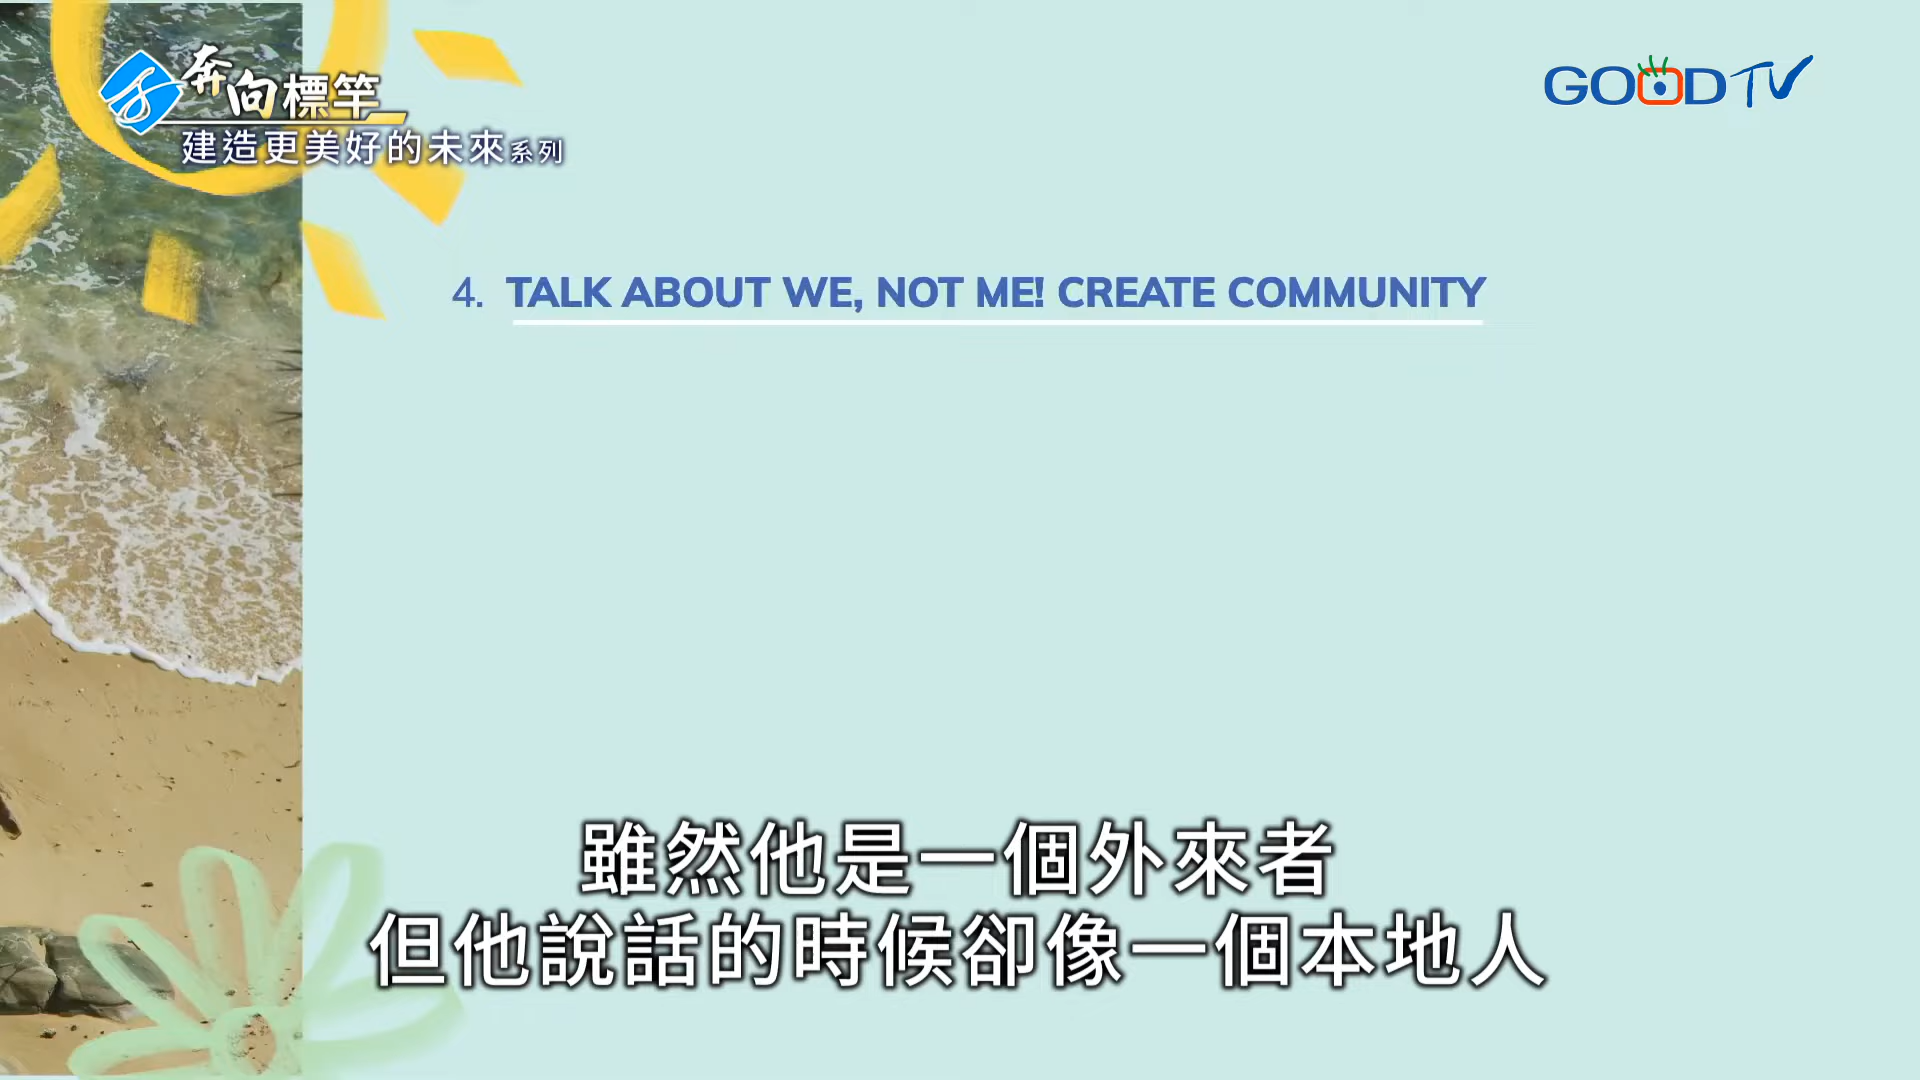 奔向標竿
建造更美好的未來系列
GOOD TV
4. TALK ABOUT WE, NOT ME! CREATE COMMUNITY
雖然他是一個外來者
但他說話的時候卻像一個本地人